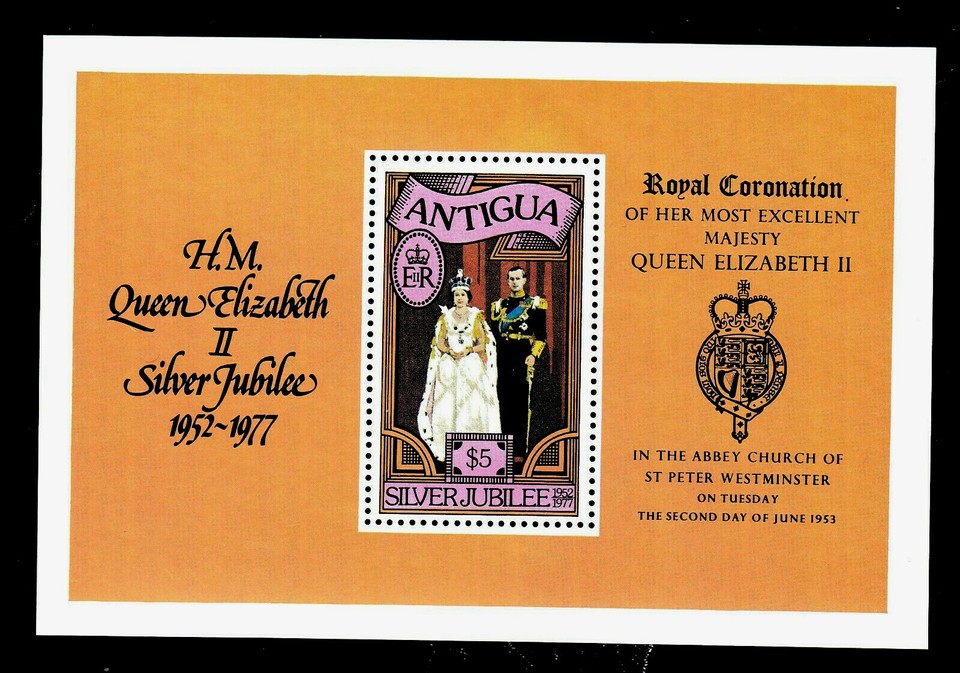 H.M.
Queen Elizabeth
II
Silver Jubilee
1952~1977
ANTIGUA
EIIR
$5
SILVER JUBILEE 1952 1977
Royal Coronation
OF HER MOST EXCELLENT
MAJESTY
QUEEN ELIZABETH II
IN THE ABBEY CHURCH OF
ST PETER WESTMINSTER
ON TUESDAY
THE SECOND DAY OF JUNE 1953